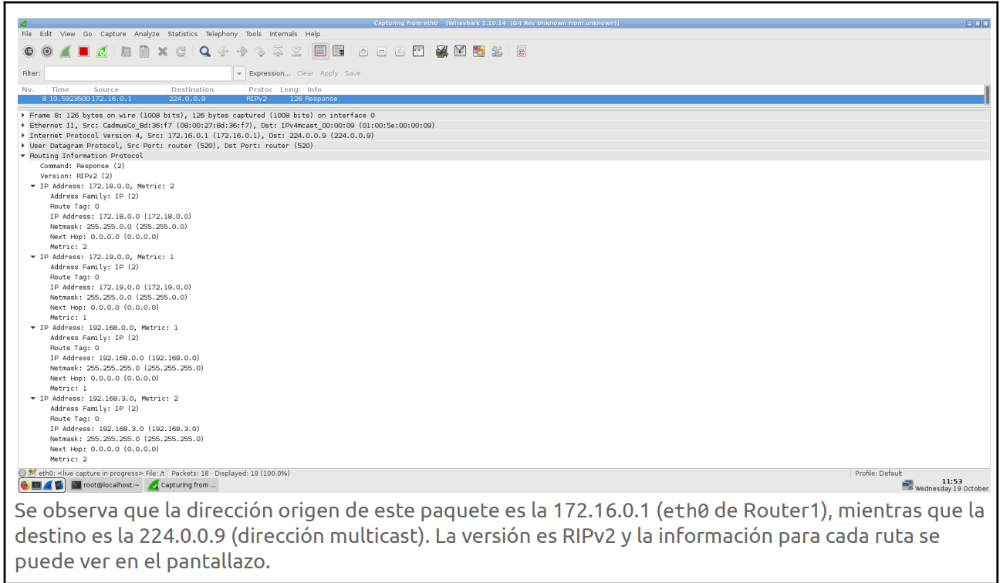 Capturing from eth0 [Wireshark 1.10.14 (Git Rev Unknown from unknown)]
File Edit View Go Capture Analyze Statistics Telephony Tools Internals Help
Filter: Expression... Clear Apply Save
No. Time Source Destination Protoc Lengt Info
8 10.5923500 172.16.0.1 224.0.0.9 RIPv2 126 Response
Frame 8: 126 bytes on wire (1008 bits), 126 bytes captured (1008 bits) on interface 0
Ethernet II, Src: CadmusCo_8d:36:f7 (08:00:27:8d:36:f7), Dst: IPv4mcast_00:00:09 (01:00:5e:00:00:09)
Internet Protocol Version 4, Src: 172.16.0.1 (172.16.0.1), Dst: 224.0.0.9 (224.0.0.9)
User Datagram Protocol, Src Port: router (520), Dst Port: router (520)
Routing Information Protocol
Command: Response (2)
Version: RIPv2 (2)
IP Address: 172.18.0.0, Metric: 2
Address Family: IP (2)
Route Tag: 0
IP Address: 172.18.0.0 (172.18.0.0)
Netmask: 255.255.0.0 (255.255.0.0)
Next Hop: 0.0.0.0 (0.0.0.0)
Metric: 2
IP Address: 172.19.0.0, Metric: 1
Address Family: IP (2)
Route Tag: 0
IP Address: 172.19.0.0 (172.19.0.0)
Netmask: 255.255.0.0 (255.255.0.0)
Next Hop: 0.0.0.0 (0.0.0.0)
Metric: 1
IP Address: 192.168.0.0, Metric: 1
Address Family: IP (2)
Route Tag: 0
IP Address: 192.168.0.0 (192.168.0.0)
Netmask: 255.255.255.0 (255.255.255.0)
Next Hop: 0.0.0.0 (0.0.0.0)
Metric: 1
IP Address: 192.168.3.0, Metric: 2
Address Family: IP (2)
Route Tag: 0
IP Address: 192.168.3.0 (192.168.3.0)
Netmask: 255.255.255.0 (255.255.255.0)
Next Hop: 0.0.0.0 (0.0.0.0)
Metric: 2
eth0: <live capture in progress> File: /t Packets: 18 · Displayed: 18 (100.0%) Profile: Default
root@localhost:~ Capturing from ... 11:53
Wednesday 19 October
Se observa que la dirección origen de este paquete es la 172.16.0.1 (eth0 de Router1), mientras que la
destino es la 224.0.0.9 (dirección multicast). La versión es RIPv2 y la información para cada ruta se
puede ver en el pantallazo.